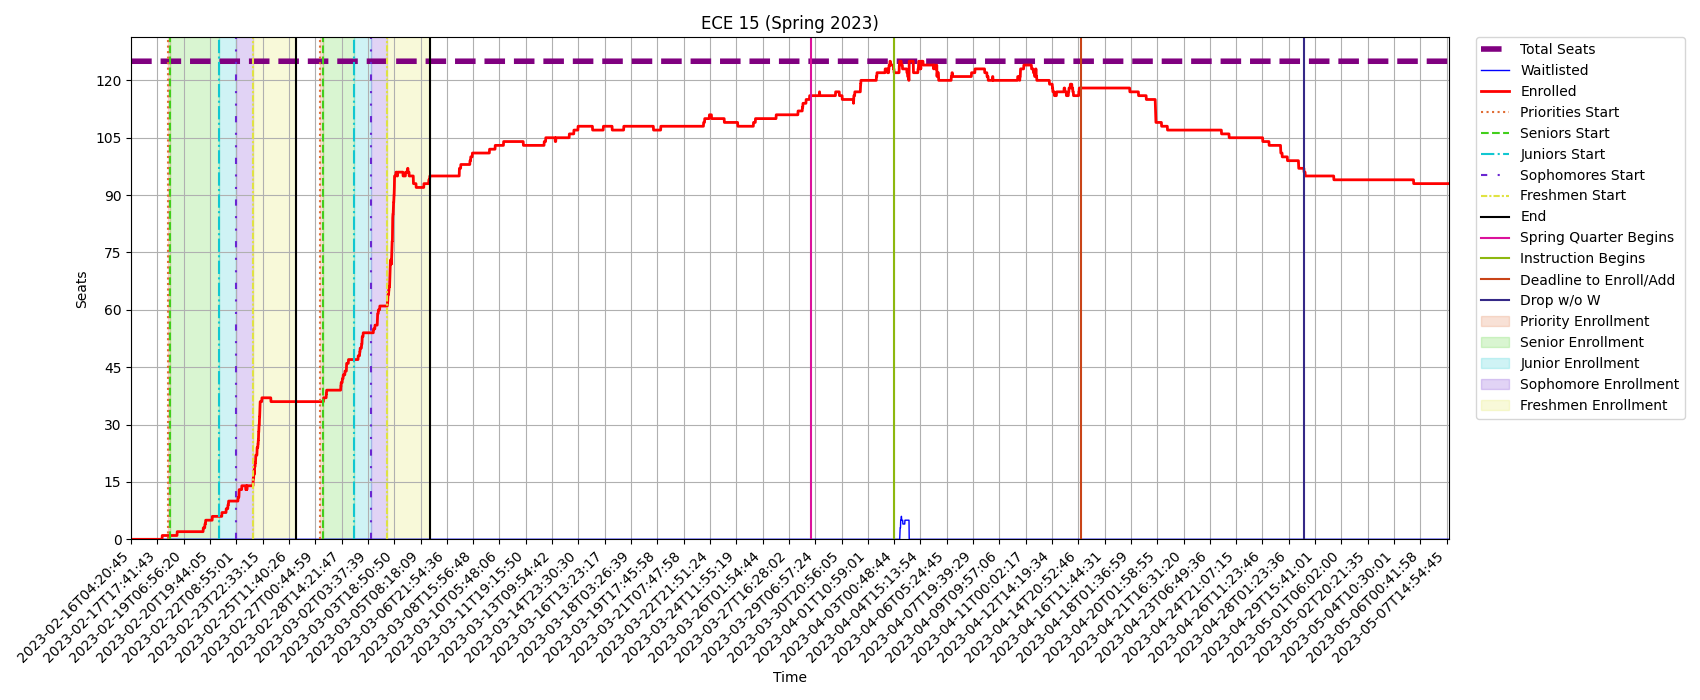 ECE 15 (Spring 2023)
Total Seats
Waitlisted
Enrolled
Priorities Start
Seniors Start
Juniors Start
Sophomores Start
Freshmen Start
End
Spring Quarter Begins
Instruction Begins
Deadline to Enroll/Add
Drop w/o W
Priority Enrollment
Senior Enrollment
Junior Enrollment
Sophomore Enrollment
Freshmen Enrollment
Seats
120
105
90
75
60
45
30
15
0
2023-02-16T04:20:45
2023-02-17T17:41:43
2023-02-19T06:56:20
2023-02-20T19:44:05
2023-02-22T08:55:01
2023-02-23T22:33:15
2023-02-25T11:40:26
2023-02-27T00:44:59
2023-02-28T14:21:47
2023-03-02T03:37:39
2023-03-03T18:50:50
2023-03-05T08:18:09
2023-03-06T21:54:36
2023-03-08T15:56:48
2023-03-10T05:48:06
2023-03-11T19:15:50
2023-03-13T09:54:42
2023-03-14T23:30:30
2023-03-16T13:23:17
2023-03-18T03:26:39
2023-03-19T17:45:58
2023-03-21T07:47:58
2023-03-22T21:51:24
2023-03-24T11:55:19
2023-03-26T01:54:44
2023-03-27T16:28:02
2023-03-29T06:57:24
2023-03-30T20:56:05
2023-04-01T10:59:01
2023-04-03T00:48:44
2023-04-04T15:13:54
2023-04-06T05:24:45
2023-04-07T19:39:29
2023-04-09T09:57:06
2023-04-11T00:02:17
2023-04-12T14:19:34
2023-04-14T20:52:46
2023-04-16T11:44:31
2023-04-18T01:36:59
2023-04-20T01:58:55
2023-04-21T16:31:20
2023-04-23T06:49:36
2023-04-24T21:07:15
2023-04-26T11:23:46
2023-04-28T01:23:36
2023-04-29T15:41:01
2023-05-01T06:02:00
2023-05-02T20:21:35
2023-05-04T10:30:01
2023-05-06T00:41:58
2023-05-07T14:54:45
Time